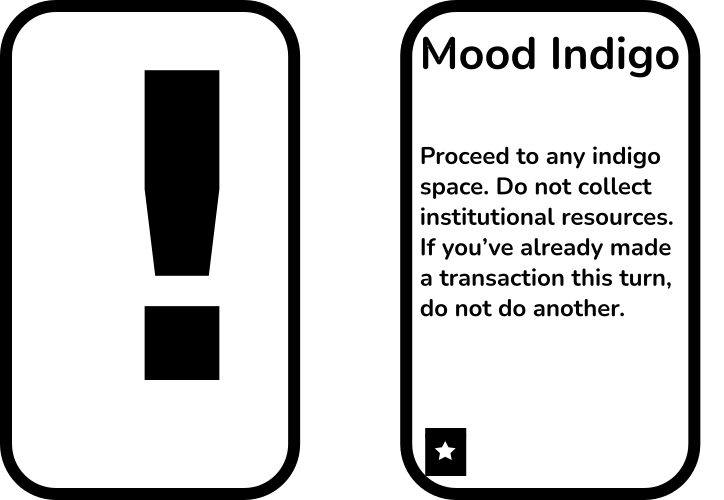 !
Mood Indigo
Proceed to any indigo
space. Do not collect
institutional resources.
If you’ve already made
a transaction this turn,
do not do another.